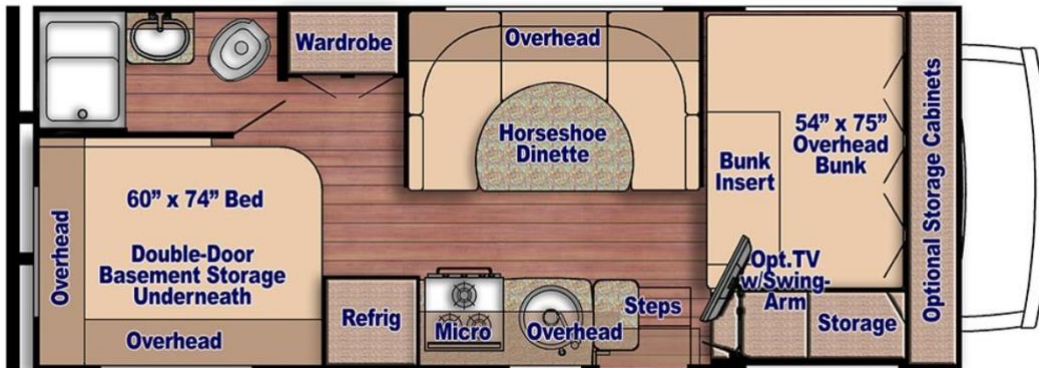 Wardrobe
Overhead
Horseshoe
Dinette
Bunk
Insert
54” x 75”
Overhead
Bunk
Optional Storage Cabinets
Overhead
60” x 74” Bed
Double-Door
Basement Storage
Underneath
Overhead
Refrig
Micro
Overhead
Steps
Opt.TV
w/Swing-
Arm
Storage